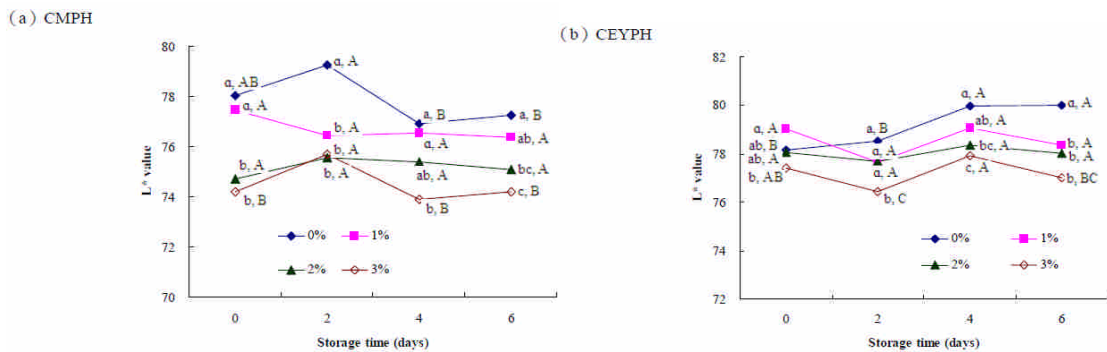 (a) CMPH
80
78
76
74
72
70
L* value
a, AB
a, A
a, A
a, B
a, B
b, A
a, A
ab, A
b, A
b, A
b, A
ab, A
bc, A
b, B
b, B
c, B
0%
1%
2%
3%
0
2
4
6
Storage time (days)
(b) CEYPH
82
80
78
76
74
72
L* value
a, A
ab, B
ab, A
b, AB
a, B
a, A
a, A
b, C
a, A
ab, A
bc, A
c, A
a, A
b, A
b, A
b, BC
0%
1%
2%
3%
0
2
4
6
Storage time (days)